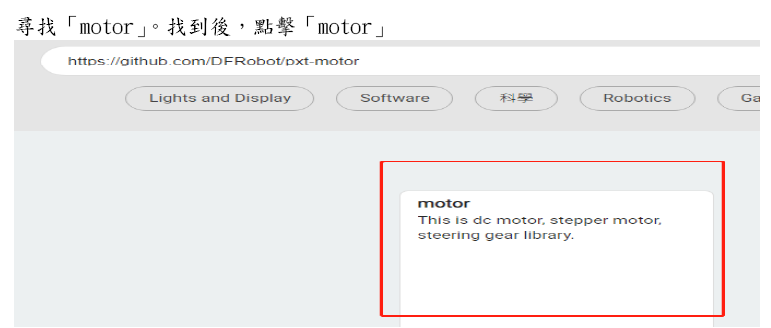 尋找「motor」。找到後，點擊「motor」
https://github.com/DFRobot/pxt-motor
Lights and Display Software 科學 Robotics Ga
motor
This is dc motor, stepper motor,
steering gear library.